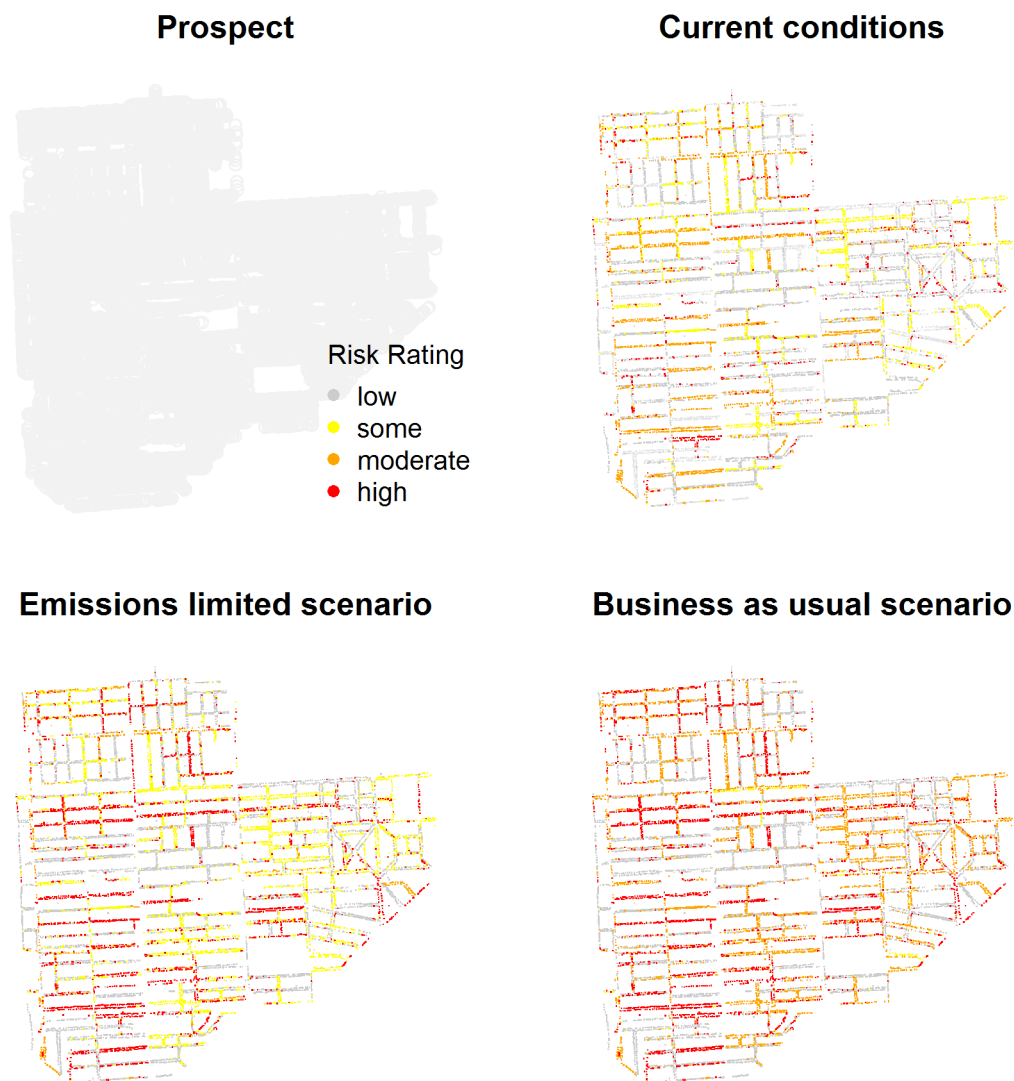 Prospect
Current conditions
Risk Rating
low
some
moderate
high
Emissions limited scenario
Business as usual scenario